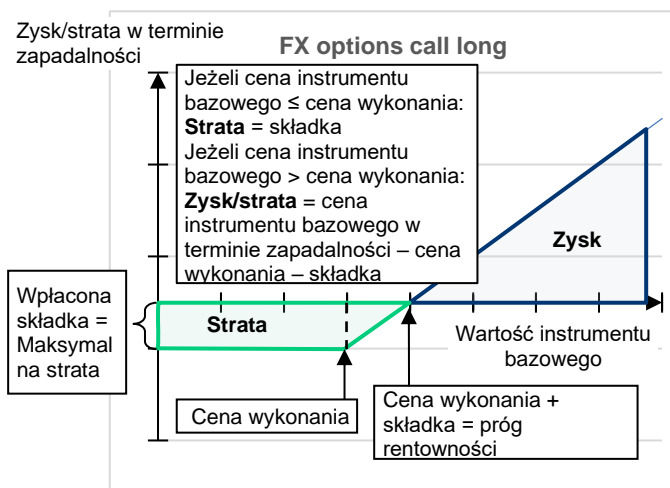 Zysk/strata w terminie
zapadalności
FX options call long
Jeżeli cena instrumentu
bazowego ≤ cena wykonania:
Strata = składka
Jeżeli cena instrumentu
bazowego > cena wykonania:
Zysk/strata = cena
instrumentu bazowego w
terminie zapadalności – cena
wykonania – składka
Zysk
Wpłacona
składka =
Maksymal
na strata
Strata
Wartość instrumentu
bazowego
Cena wykonania
Cena wykonania +
składka = próg
rentowności